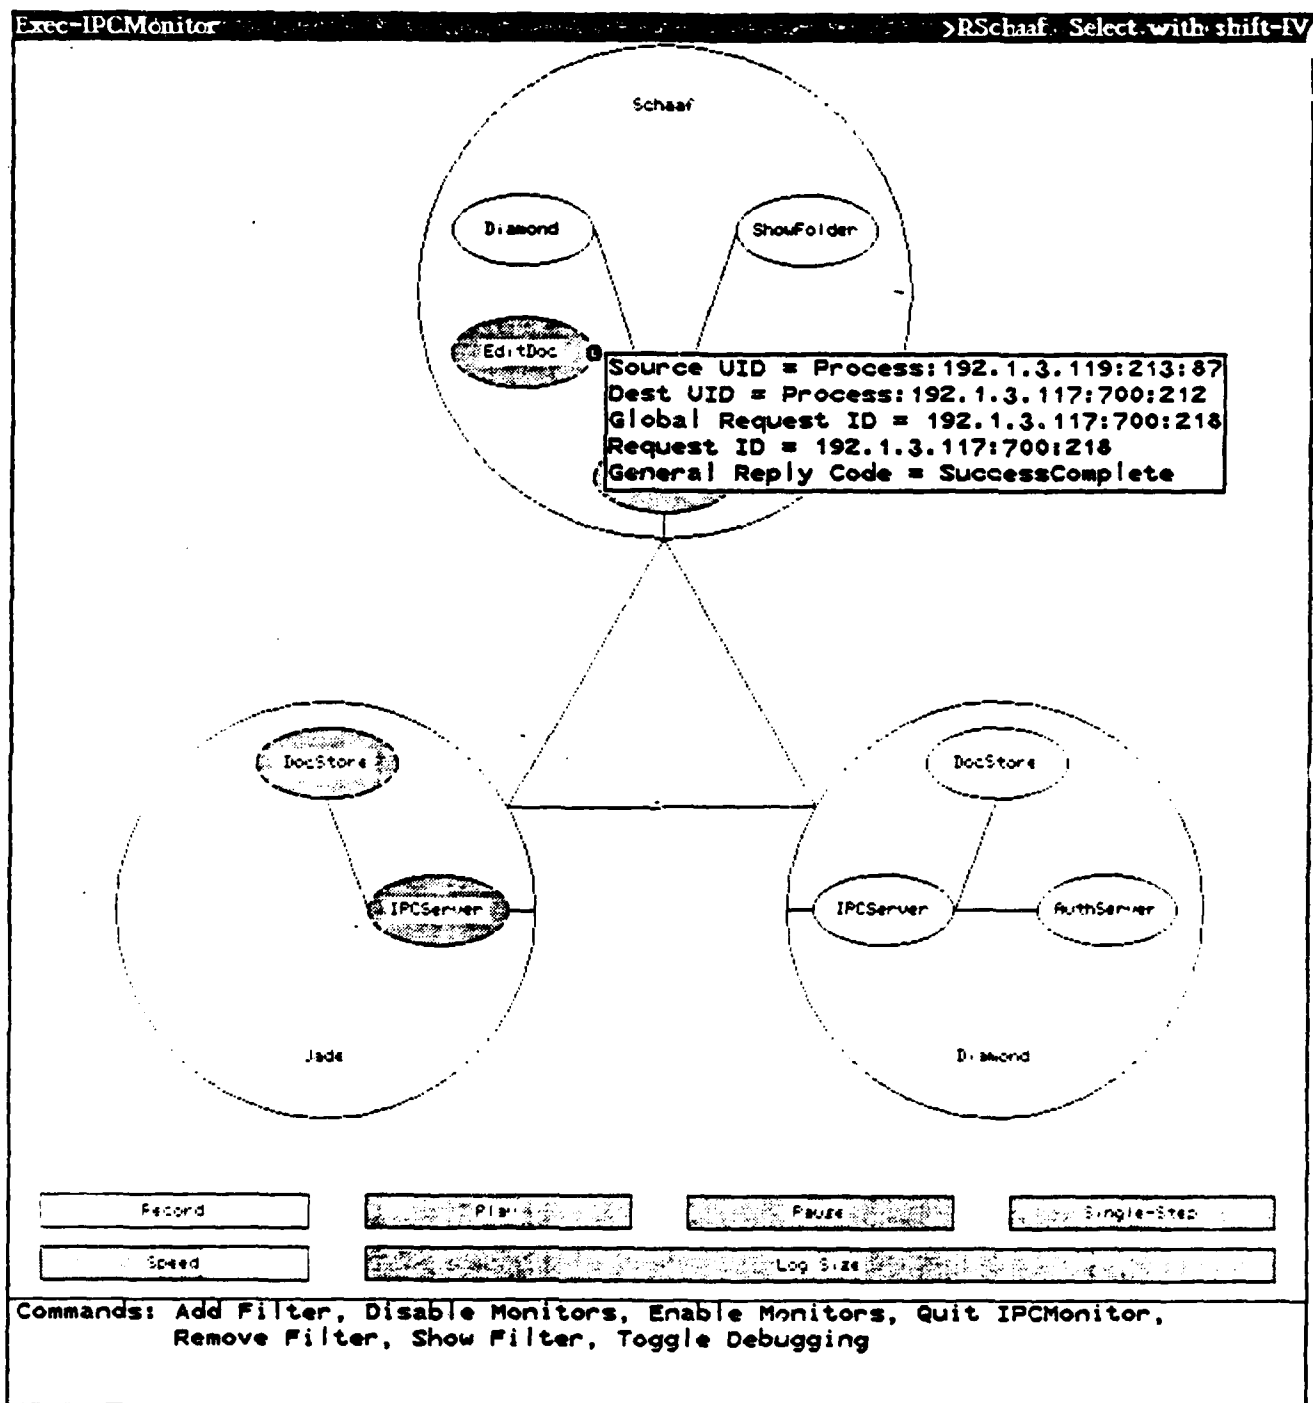 Exec-IPCMonitor >RSchaaf Select with shift-IV
Schaaf
Diamond ShowFolder
EditDoc
Source UID = Process:192.1.3.119:213:87
Dest UID = Process:192.1.3.117:700:212
Global Request ID = 192.1.3.117:700:218
Request ID = 192.1.3.117:700:218
General Reply Code = SuccessComplete
DocStore DocStore
IPCServer IPCServer AuthServer
Jade Diamond
Record Play Pause Single-Step
Speed Log Size
Commands: Add Filter, Disable Monitors, Enable Monitors, Quit IPCMonitor,
Remove Filter, Show Filter, Toggle Debugging